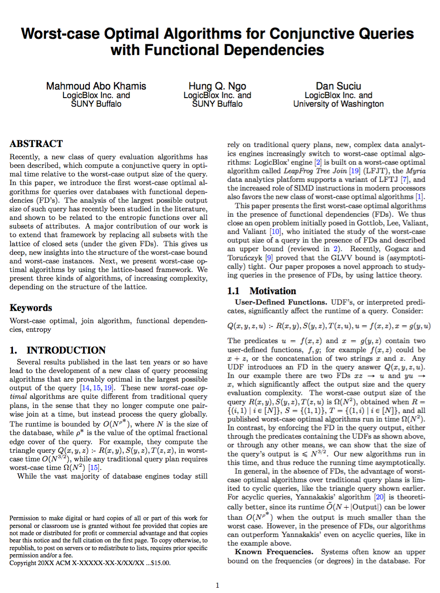 Worst-case Optimal Algorithms for Conjunctive Queries
with Functional Dependencies
Mahmoud Abo Khamis
LogicBlox Inc. and
SUNY Buffalo
Hung Q. Ngo
LogicBlox Inc. and
SUNY Buffalo
Dan Suciu
LogicBlox Inc. and
University of Washington
ABSTRACT
Recently, a new class of query evaluation algorithms has
been described, which compute a conjunctive query in opti-
mal time relative to the worst-case output size of the query.
In this paper, we introduce the first worst-case optimal al-
gorithms for queries over databases with functional depen-
dencies (FD's). The analysis of the largest possible output
size of such query has recently been studied in the literature,
and shown to be related to the entropic functions over all
subsets of attributes. A major contribution of our work is
to extend that framework by replacing all subsets with the
lattice of closed sets (under the given FDs). This gives us
deep, new insights into the structure of the worst-case bound
and worst-case instances. Next, we present worst-case op-
timal algorithms by using the lattice-based framework. We
present three kinds of algorithms, of increasing complexity,
depending on the structure of the lattice.
Keywords
Worst-case optimal, join algorithm, functional dependen-
cies, entropy
1. INTRODUCTION
Several results published in the last ten years or so have
lead to the development of a new class of query processing
algorithms that are provably optimal in the largest possible
output of the query [14, 15, 19]. These new worst-case op-
timal algorithms are quite different from traditional query
plans, in the sense that they no longer compute one pair-
wise join at a time, but instead process the query globally.
The runtime is bounded by O(N^ρ*), where N is the size of
the database, while ρ* is the value of the optimal fractional
edge cover of the query. For example, they compute the
triangle query Q(x, y, z) :- R(x, y), S(y, z), T(z, x), in worst-
case time Õ(N^3/2), while any traditional query plan requires
worst-case time Ω(N²) [15].
While the vast majority of database engines today still
Permission to make digital or hard copies of all or part of this work for
personal or classroom use is granted without fee provided that copies are
not made or distributed for profit or commercial advantage and that copies
bear this notice and the full citation on the first page. To copy otherwise, to
republish, to post on servers or to redistribute to lists, requires prior specific
permission and/or a fee.
Copyright 20XX ACM X-XXXXX-XX-X/XX/XX ...$15.00.
rely on traditional query plans, new, complex data analyt-
ics engines increasingly switch to worst-case optimal algo-
rithms: LogicBlox' engine [2] is built on a worst-case optimal
algorithm called LeapFrog Tree Join [19] (LFJT), the Myria
data analytics platform supports a variant of LFTJ [7], and
the increased role of SIMD instructions in modern processors
also favors the new class of worst-case optimal algorithms [1].
This paper presents the first worst-case optimal algorithms
in the presence of functional dependencies (FDs). We thus
close an open problem initially posed in Gottlob, Lee, Valiant,
and Valiant [10], who initiated the study of worst-case
output size of a query in the presence of FDs and described
an upper bound (reviewed in 2). Recently, Gogacz and
Toruńczyk [9] proved that the GLVV bound is (asymptoti-
cally) tight. Our paper proposes a novel approach to study-
ing queries in the presence of FDs, by using lattice theory.
1.1 Motivation
User-Defined Functions. UDF's, or interpreted predi-
cates, significantly affect the runtime of a query. Consider:
Q(x, y, z, u) :- R(x, y), S(y, z), T(z, u), u = f(x, z), x = g(y, u)
The predicates u = f(x, z) and x = g(y, z) contain two
user-defined functions, f, g; for example f(x, z) could be
x + z, or the concatenation of two strings x and z. Any
UDF introduces an FD in the query answer Q(x, y, z, u).
In our example there are two FDs xz → u and yu →
x, which significantly affect the output size and the query
evaluation complexity. The worst-case output size of the
query R(x, y), S(y, z), T(z, u) is Ω(N²), obtained when R =
{(i, 1) | i ∈ [N]}, S = {(1, 1)}, T = {(1, i) | i ∈ [N]}, and all
published worst-case optimal algorithms run in time Ω(N²).
In contrast, by enforcing the FD in the query output, either
through the predicates containing the UDFs as shown above,
or through any other means, we can show that the size of
the query's output is ⩽ N^3/2. Our new algorithms run in
this time, and thus reduce the running time asymptotically.
In general, in the absence of FDs, the advantage of worst-
case optimal algorithms over traditional query plans is lim-
ited to cyclic queries, like the triangle query shown earlier.
For acyclic queries, Yannakakis' algorithm [20] is theoreti-
cally better, since its runtime Õ(N + |Output|) can be lower
than O(N^ρ*) when the output is much smaller than the
worst case. However, in the presence of FDs, our algorithms
can outperform Yannakakis' even on acyclic queries, like in
the example above.
Known Frequencies. Systems often know an upper
bound on the frequencies (or degrees) in the database. For
1